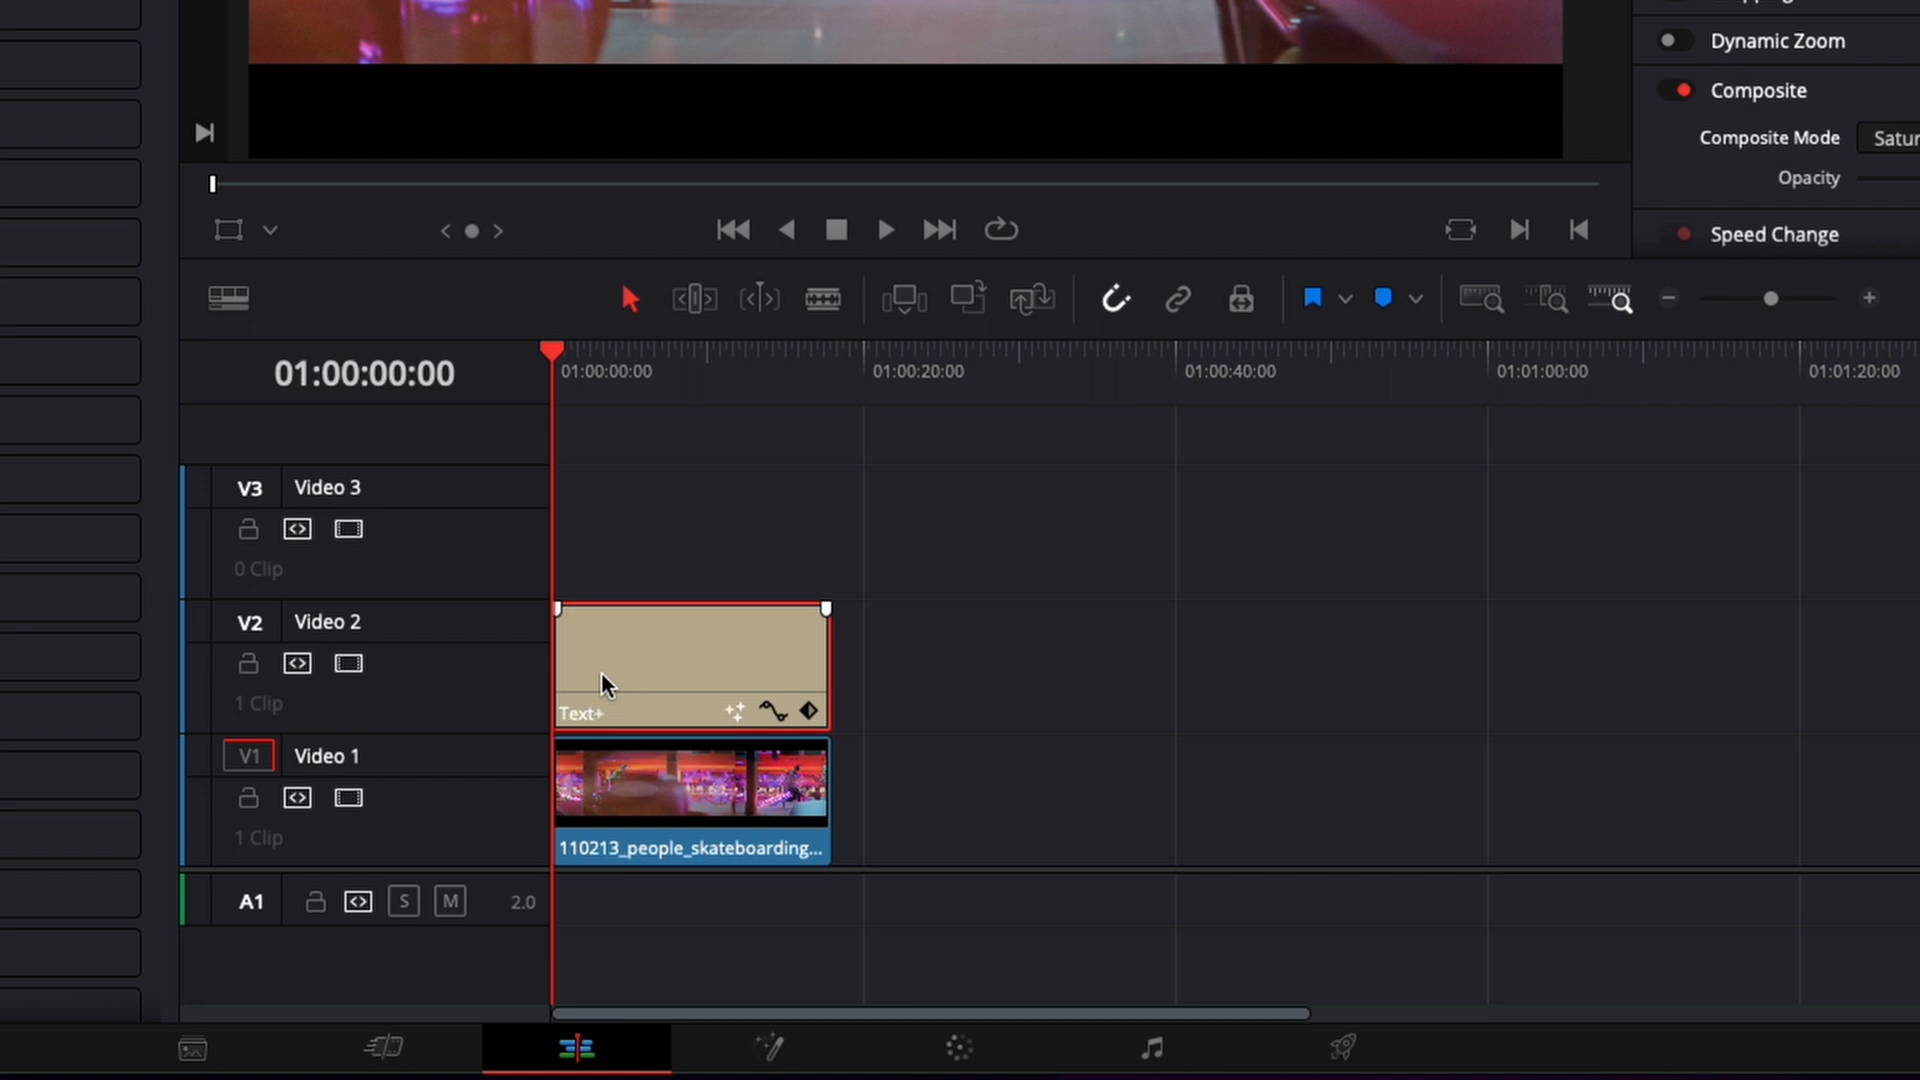 Dynamic Zoom
Composite
Composite Mode
Satur
Opacity
Speed Change
01:00:00:00
01:00:00:00
01:00:20:00
01:00:40:00
01:01:00:00
01:01:20:00
V3
Video 3
0 Clip
V2
Video 2
1 Clip
Text+
V1
Video 1
1 Clip
110213_people_skateboarding...
A1
S
M
2.0